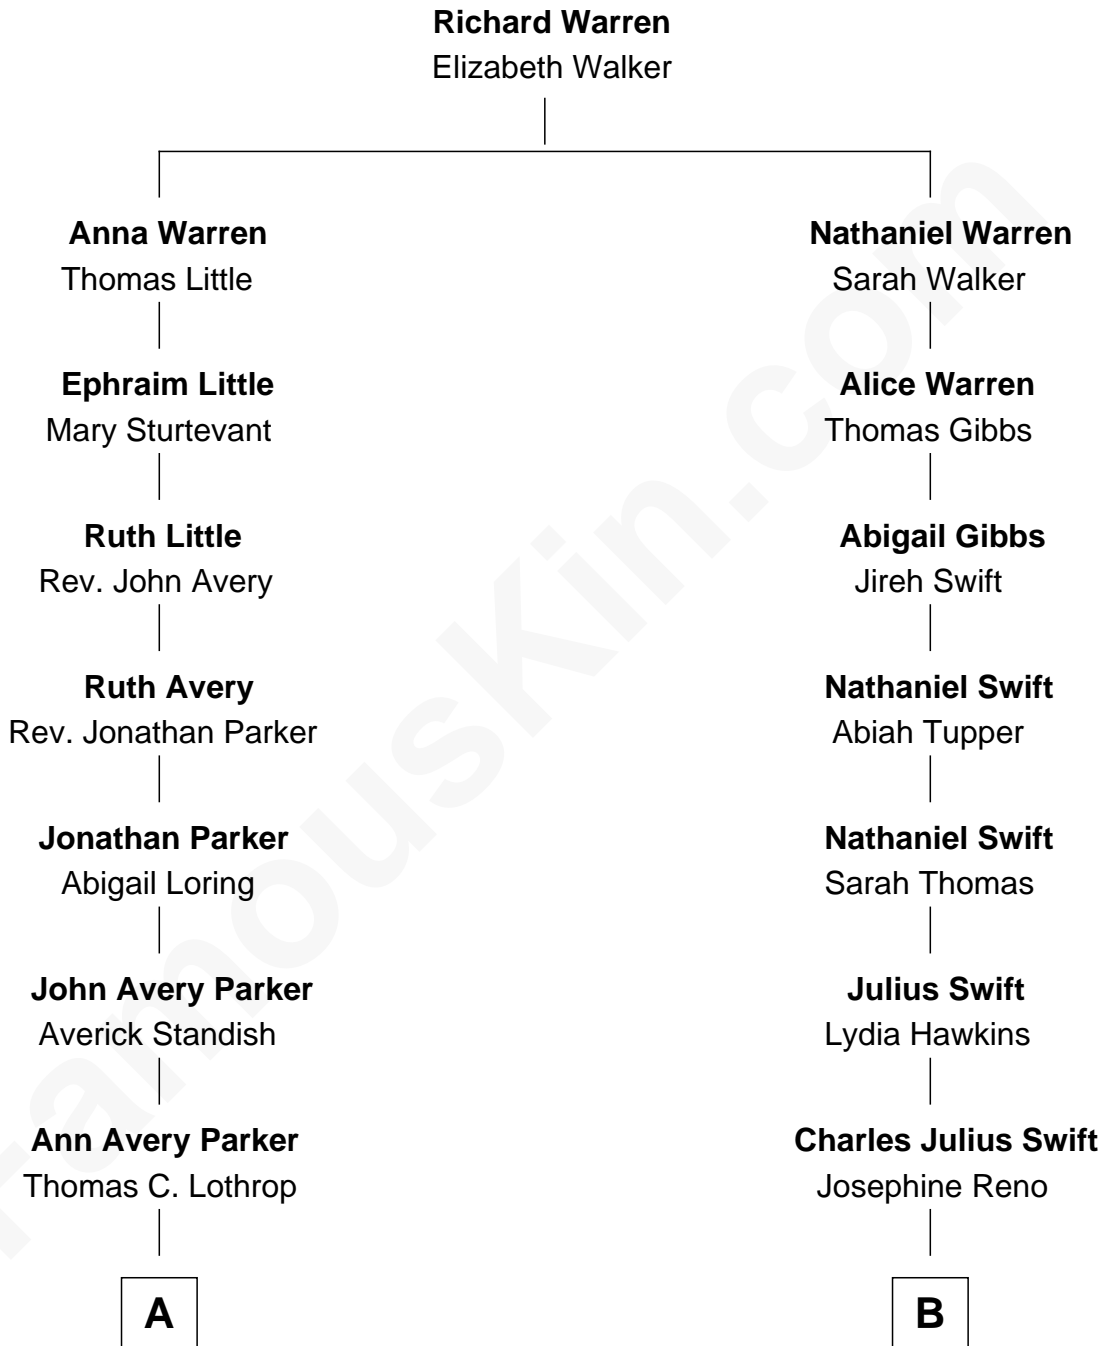 Richard Warren
Elizabeth Walker
Anna Warren
Thomas Little
Nathaniel Warren
Sarah Walker
Ephraim Little
Mary Sturtevant
Alice Warren
Thomas Gibbs
Ruth Little
Rev. John Avery
Abigail Gibbs
Jireh Swift
Ruth Avery
Rev. Jonathan Parker
Nathaniel Swift
Abiah Tupper
Jonathan Parker
Abigail Loring
Nathaniel Swift
Sarah Thomas
John Avery Parker
Averick Standish
Julius Swift
Lydia Hawkins
Ann Avery Parker
Thomas C. Lothrop
Charles Julius Swift
Josephine Reno
A
B
FamousKin.com